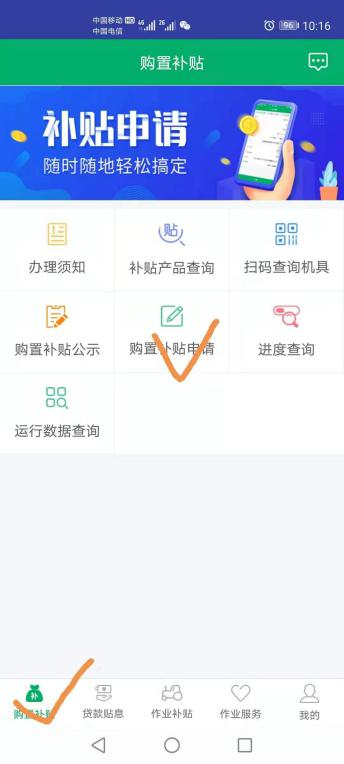 中国移动 HD 4G 2G 96 10:16
中国电信
购置补贴
补贴申请
随时随地轻松搞定
办理须知 补贴产品查询 扫码查询机具
购置补贴公示 购置补贴申请 进度查询
运行数据查询
购置补贴 贷款贴息 作业补贴 作业服务 我的